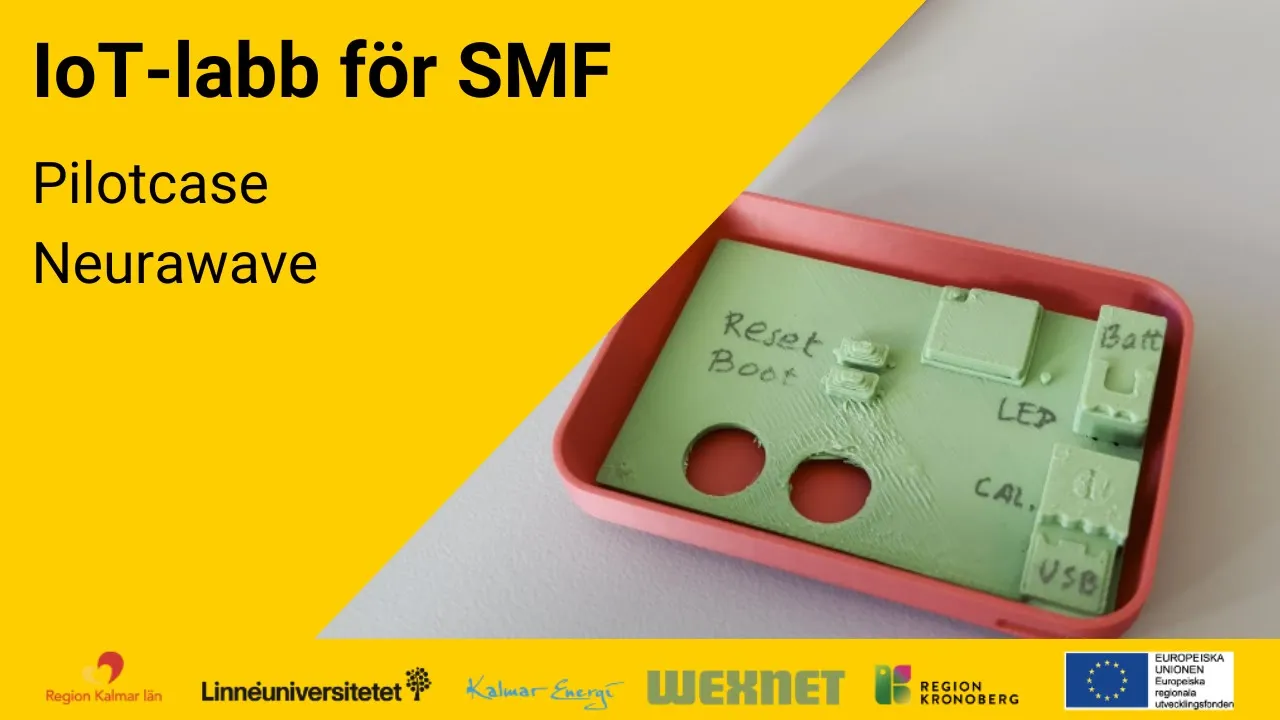 IoT-labb för SMF
Pilotcase
Neurawave
Reset
Boot
Batt
LED
CAL.
USB
Region Kalmar län
Linnéuniversitetet
Kalmar Energi
WEXNET
REGION
KRONOBERG
EUROPEISKA
UNIONEN
Europeiska
regionala
utvecklingsfonden